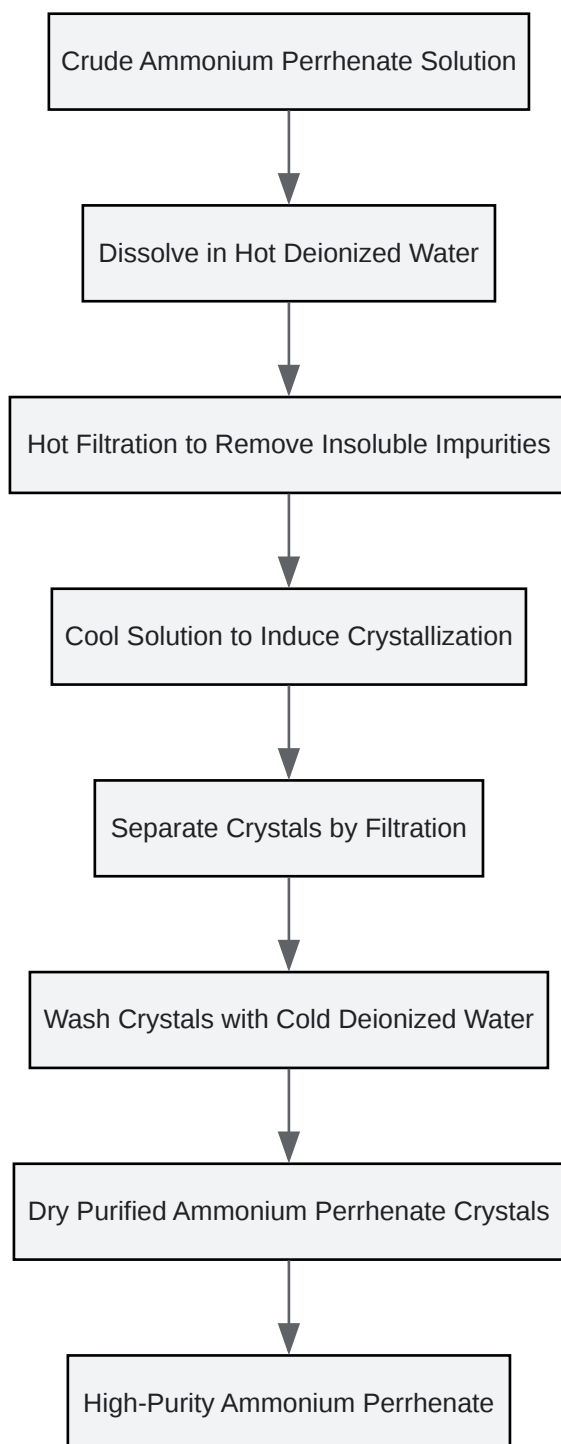 Crude Ammonium Perrhenate Solution
Dissolve in Hot Deionized Water
Hot Filtration to Remove Insoluble Impurities
Cool Solution to Induce Crystallization
Separate Crystals by Filtration
Wash Crystals with Cold Deionized Water
Dry Purified Ammonium Perrhenate Crystals
High-Purity Ammonium Perrhenate